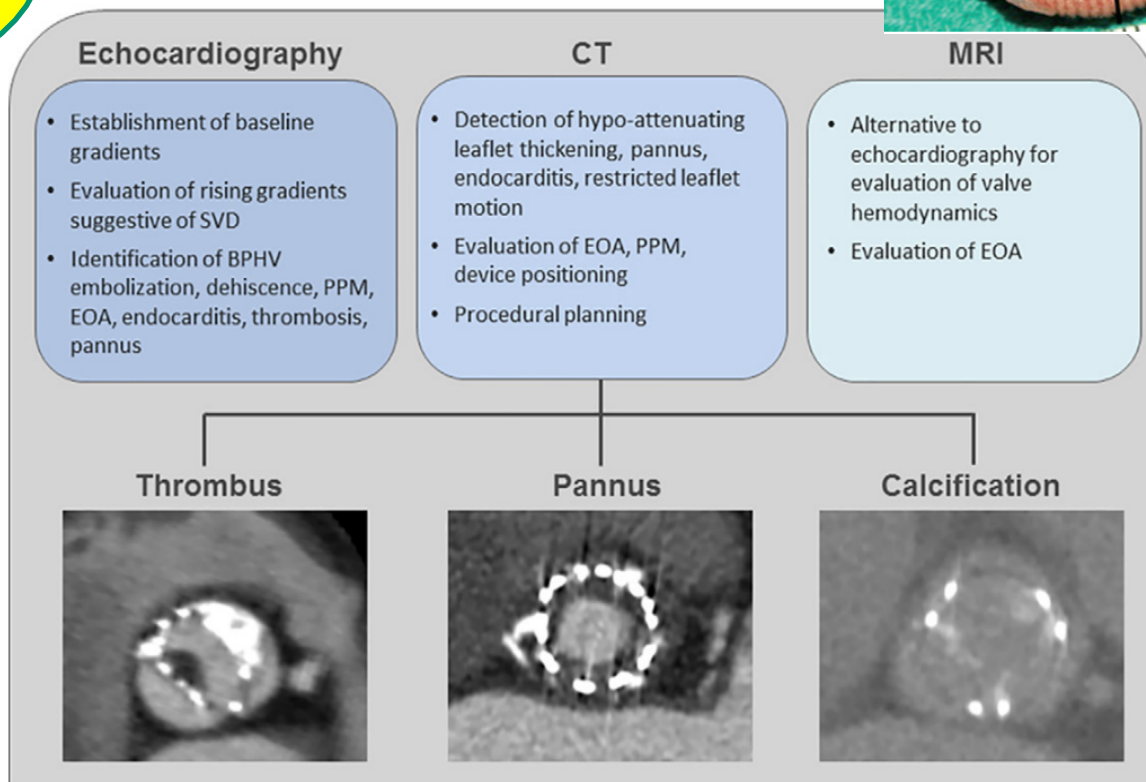 Echocardiography
• Establishment of baseline
gradients
• Evaluation of rising gradients
suggestive of SVD
• Identification of BPHV
embolization, dehiscence, PPM,
EOA, endocarditis, thrombosis,
pannus
CT
• Detection of hypo-attenuating
leaflet thickening, pannus,
endocarditis, restricted leaflet
motion
• Evaluation of EOA, PPM,
device positioning
• Procedural planning
MRI
• Alternative to
echocardiography for
evaluation of valve
hemodynamics
• Evaluation of EOA
Thrombus
Pannus
Calcification